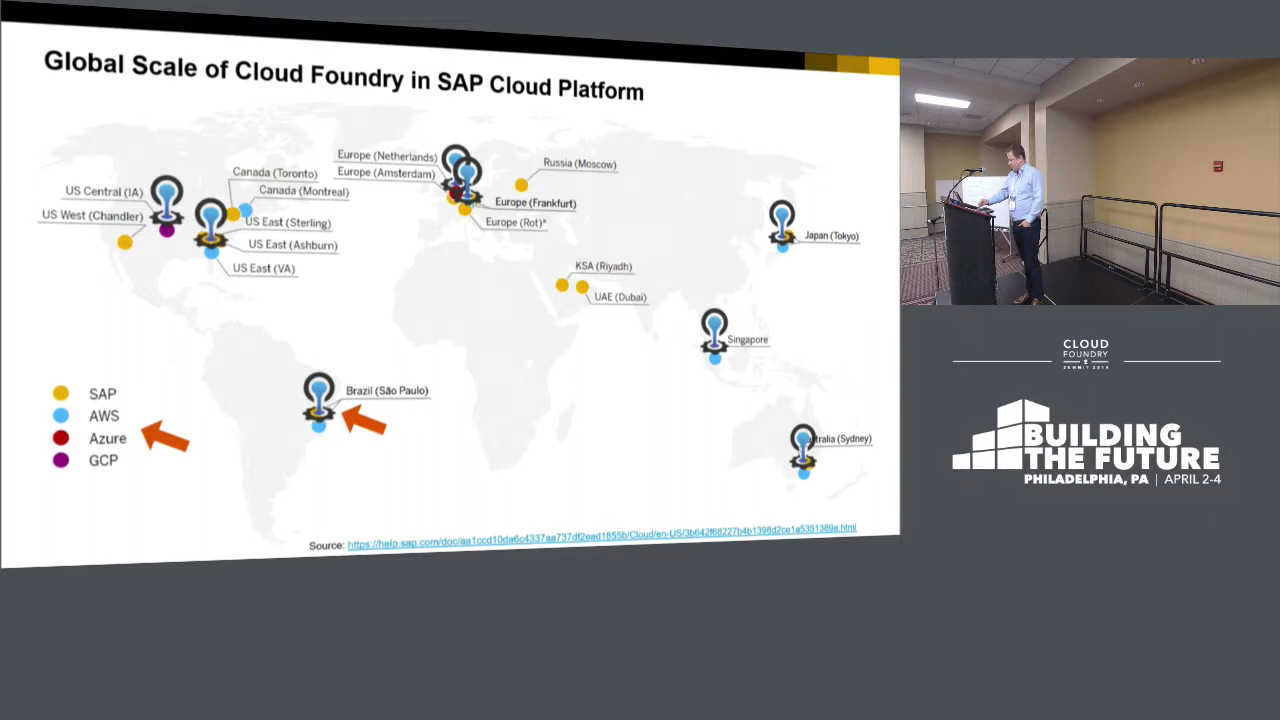 Global Scale of Cloud Foundry in SAP Cloud Platform
Europe (Netherlands)
Europe (Amsterdam)
Russia (Moscow)
Canada (Toronto)
Canada (Montreal)
US Central (IA)
US West (Chandler)
US East (Sterling)
US East (Ashburn)
US East (VA)
Europe (Frankfurt)
Europe (Rot)*
Japan (Tokyo)
KSA (Riyadh)
UAE (Dubai)
Singapore
Brazil (São Paulo)
tralia (Sydney)
SAP
AWS
Azure
GCP
Source: https://help.sap.com/doc/aa1ccd10da6c4337aa737df2ead1855b/Cloud/en-US/3b642f68227b4b1398d2ce1a5351389a.html
CLOUD
FOUNDRY
SUMMIT 2019
BUILDING
THE FUTURE
PHILADELPHIA, PA | APRIL 2-4